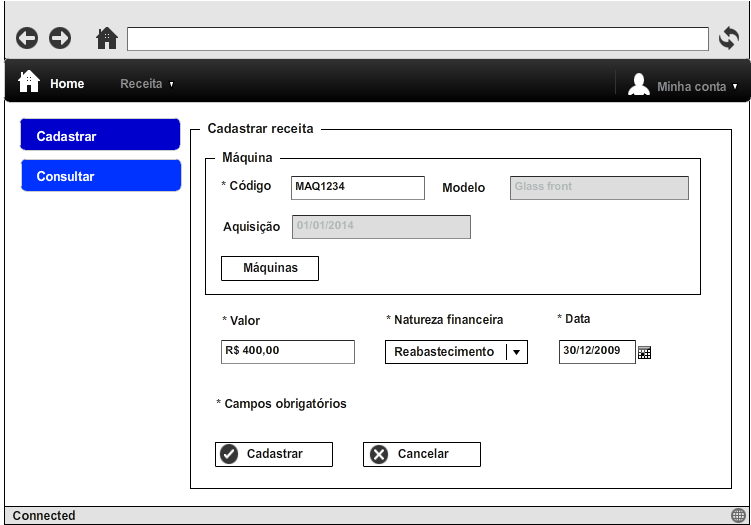 Home Receita Minha conta
Cadastrar
Consultar
Cadastrar receita
Máquina
* Código MAQ1234 Modelo Glass front
Aquisição 01/01/2014
Máquinas
* Valor * Natureza financeira * Data
R$ 400,00 Reabastecimento 30/12/2009
* Campos obrigatórios
Cadastrar Cancelar
Connected